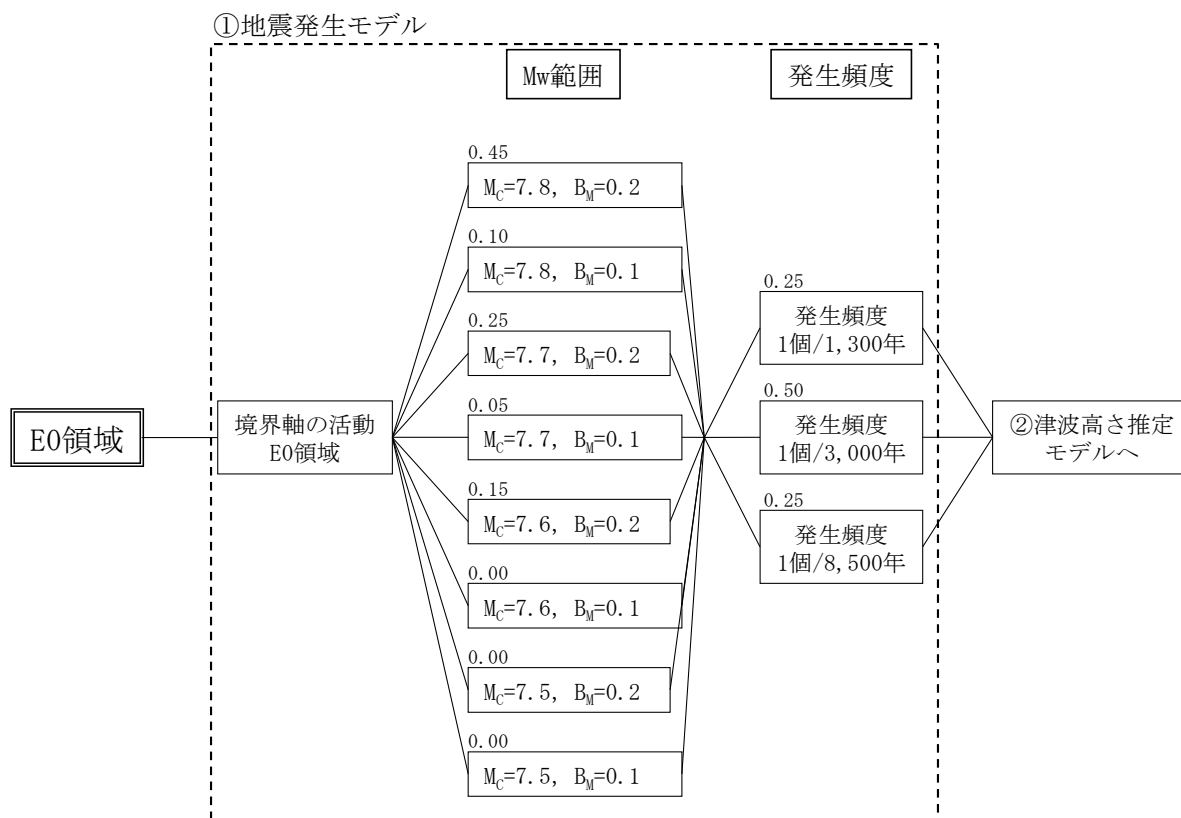 ①地震発生モデル
Mw範囲
発生頻度
E0領域
境界軸の活動
E0領域
0.45
M_C=7.8, B_M=0.2
0.10
M_C=7.8, B_M=0.1
0.25
M_C=7.7, B_M=0.2
0.05
M_C=7.7, B_M=0.1
0.15
M_C=7.6, B_M=0.2
0.00
M_C=7.6, B_M=0.1
0.00
M_C=7.5, B_M=0.2
0.00
M_C=7.5, B_M=0.1
0.25
発生頻度
1個/1,300年
0.50
発生頻度
1個/3,000年
0.25
発生頻度
1個/8,500年
②津波高さ推定
モデルへ